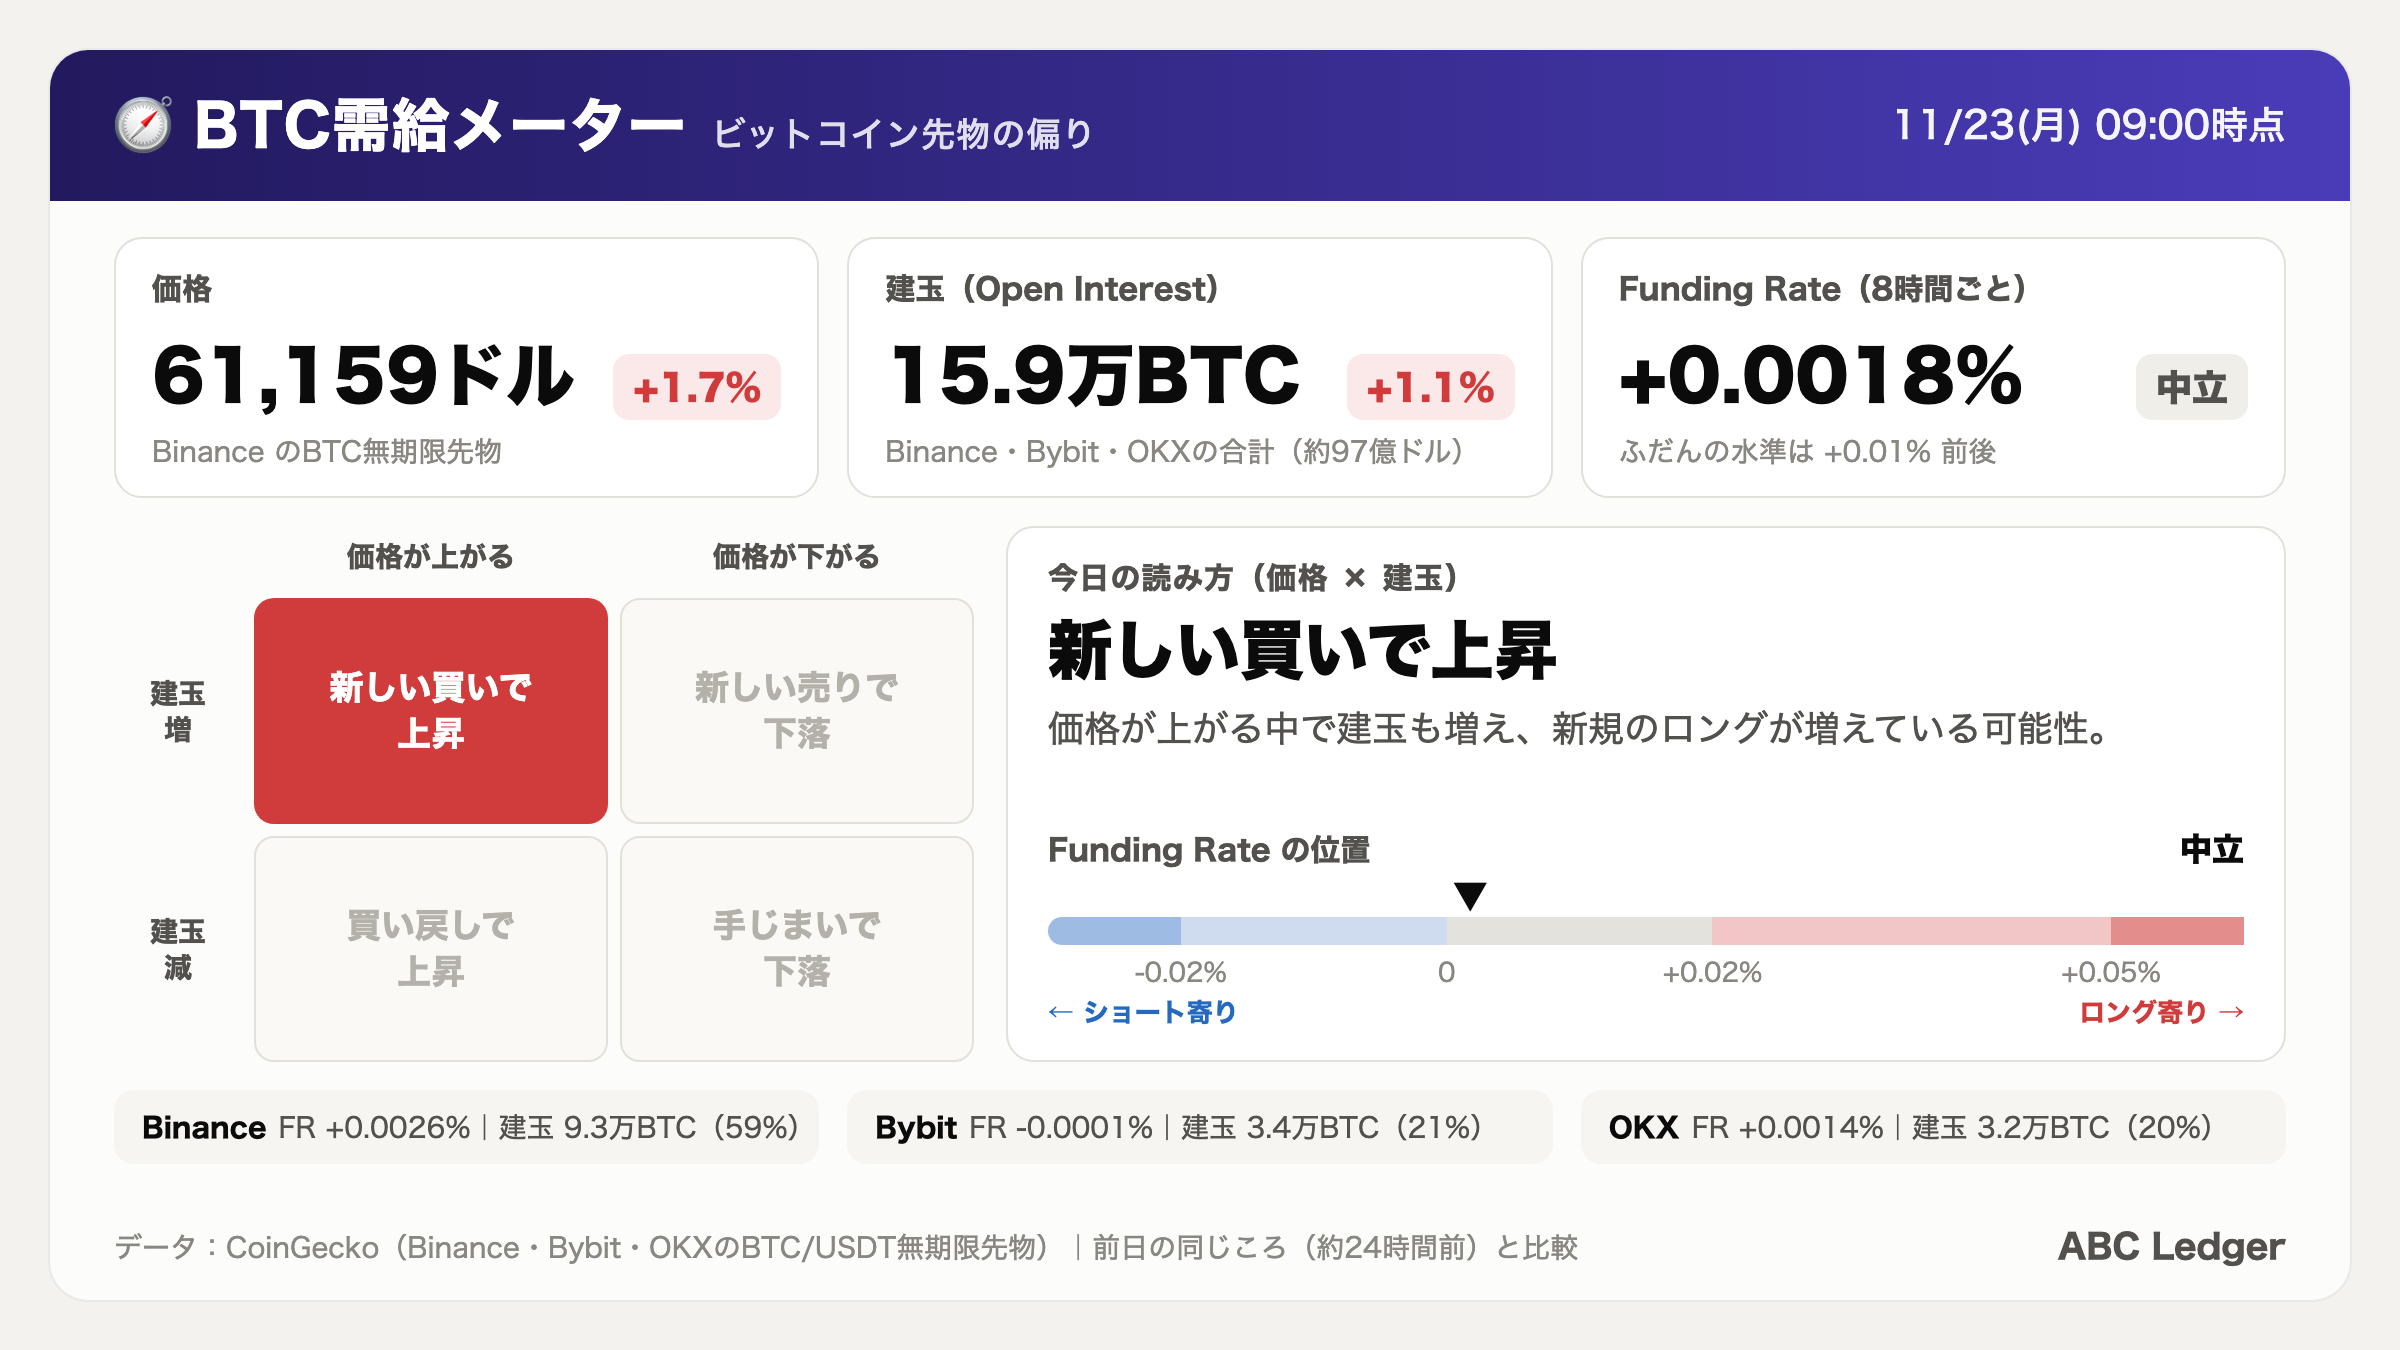 BTC需給メーター ビットコイン先物の偏り
11/23(月) 09:00時点
価格
61,159ドル +1.7%
Binance のBTC無期限先物
建玉（Open Interest）
15.9万BTC +1.1%
Binance・Bybit・OKXの合計（約97億ドル）
Funding Rate（8時間ごと）
+0.0018% 中立
ふだんの水準は +0.01% 前後
価格が上がる 価格が下がる
建玉
増
新しい買いで
上昇
新しい売りで
下落
建玉
減
買い戻しで
上昇
手じまいで
下落
今日の読み方（価格 × 建玉）
新しい買いで上昇
価格が上がる中で建玉も増え、新規のロングが増えている可能性。
Funding Rate の位置 中立
▼
-0.02% 0 +0.02% +0.05%
← ショート寄り ロング寄り →
Binance FR +0.0026%｜建玉 9.3万BTC（59%）
Bybit FR -0.0001%｜建玉 3.4万BTC（21%）
OKX FR +0.0014%｜建玉 3.2万BTC（20%）
データ：CoinGecko（Binance・Bybit・OKXのBTC/USDT無期限先物）｜前日の同じころ（約24時間前）と比較
ABC Ledger